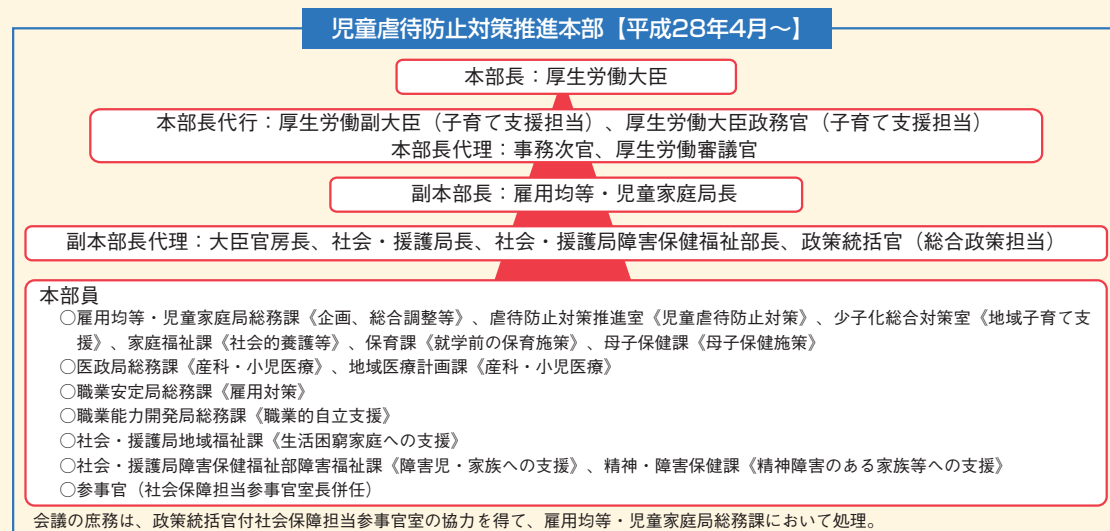 児童虐待防止対策推進本部【平成28年4月～】
本部長：厚生労働大臣
本部長代行：厚生労働副大臣（子育て支援担当）、厚生労働大臣政務官（子育て支援担当）
本部長代理：事務次官、厚生労働審議官
副本部長：雇用均等・児童家庭局長
副本部長代理：大臣官房長、社会・援護局長、社会・援護局障害保健福祉部長、政策統括官（総合政策担当）
本部員
○雇用均等・児童家庭局総務課《企画、総合調整等》、虐待防止対策推進室《児童虐待防止対策》、少子化総合対策室《地域子育て支
援》、家庭福祉課《社会的養護等》、保育課《就学前の保育施策》、母子保健課《母子保健施策》
○医政局総務課《産科・小児医療》、地域医療計画課《産科・小児医療》
○職業安定局総務課《雇用対策》
○職業能力開発局総務課《職業的自立支援》
○社会・援護局地域福祉課《生活困窮家庭への支援》
○社会・援護局障害保健福祉部障害福祉課《障害児・家族への支援》、精神・障害保健課《精神障害のある家族等への支援》
○参事官（社会保障担当参事官室長併任）
会議の庶務は、政策統括官付社会保障担当参事官室の協力を得て、雇用均等・児童家庭局総務課において処理。